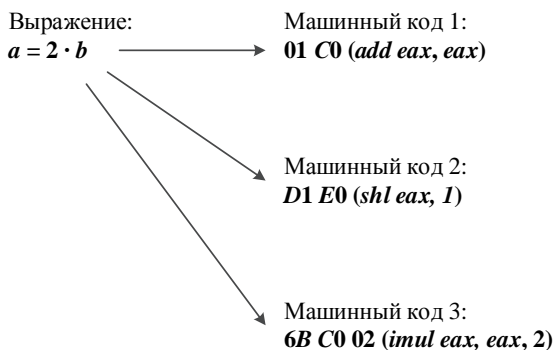 Выражение:
a = 2 · b
Машинный код 1:
01 C0 (add eax, eax)
Машинный код 2:
D1 E0 (shl eax, 1)
Машинный код 3:
6B C0 02 (imul eax, eax, 2)